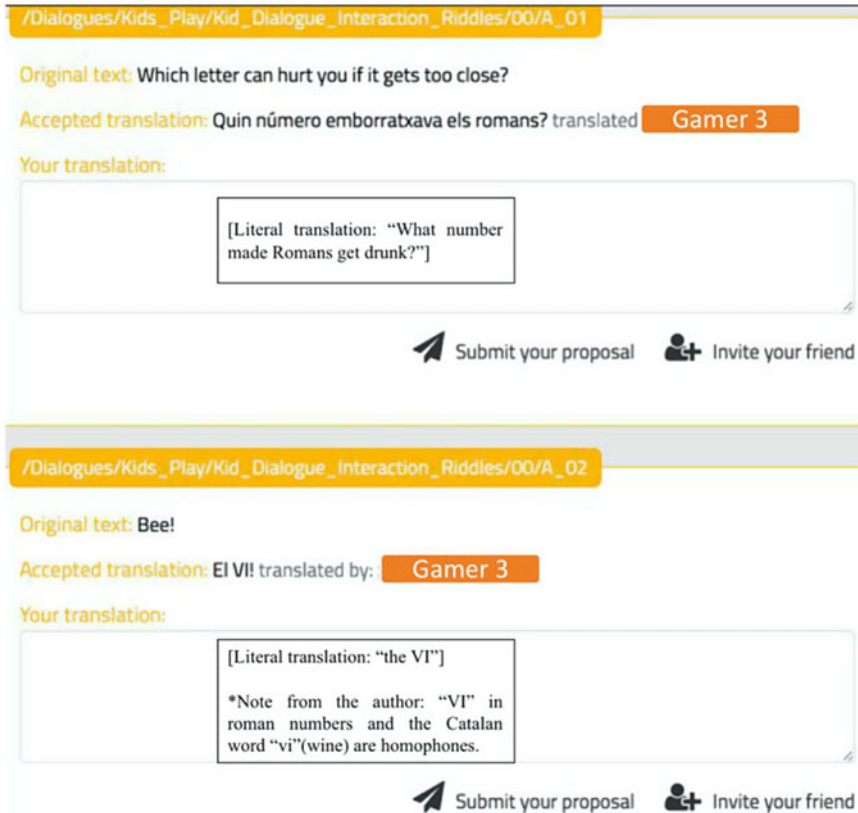 /Dialogues/Kids_Play/Kid_Dialogue_Interaction_Riddles/00/A_01
Original text: Which letter can hurt you if it gets too close?
Accepted translation: Quin número emborratxava els romans? translated Gamer 3
Your translation:
[Literal translation: “What number
made Romans get drunk?”]
Submit your proposal Invite your friend
/Dialogues/Kids_Play/Kid_Dialogue_Interaction_Riddles/00/A_02
Original text: Bee!
Accepted translation: El VI! translated by: Gamer 3
Your translation:
[Literal translation: “the VI”]
*Note from the author: “VI” in
roman numbers and the Catalan
word “vi”(wine) are homophones.
Submit your proposal Invite your friend